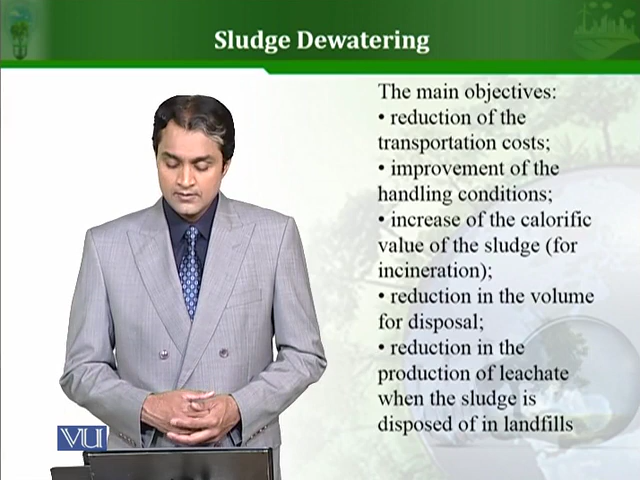 Sludge Dewatering
The main objectives:
• reduction of the
transportation costs;
• improvement of the
handling conditions;
• increase of the calorific
value of the sludge (for
incineration);
• reduction in the volume
for disposal;
• reduction in the
production of leachate
when the sludge is
disposed of in landfills
VU